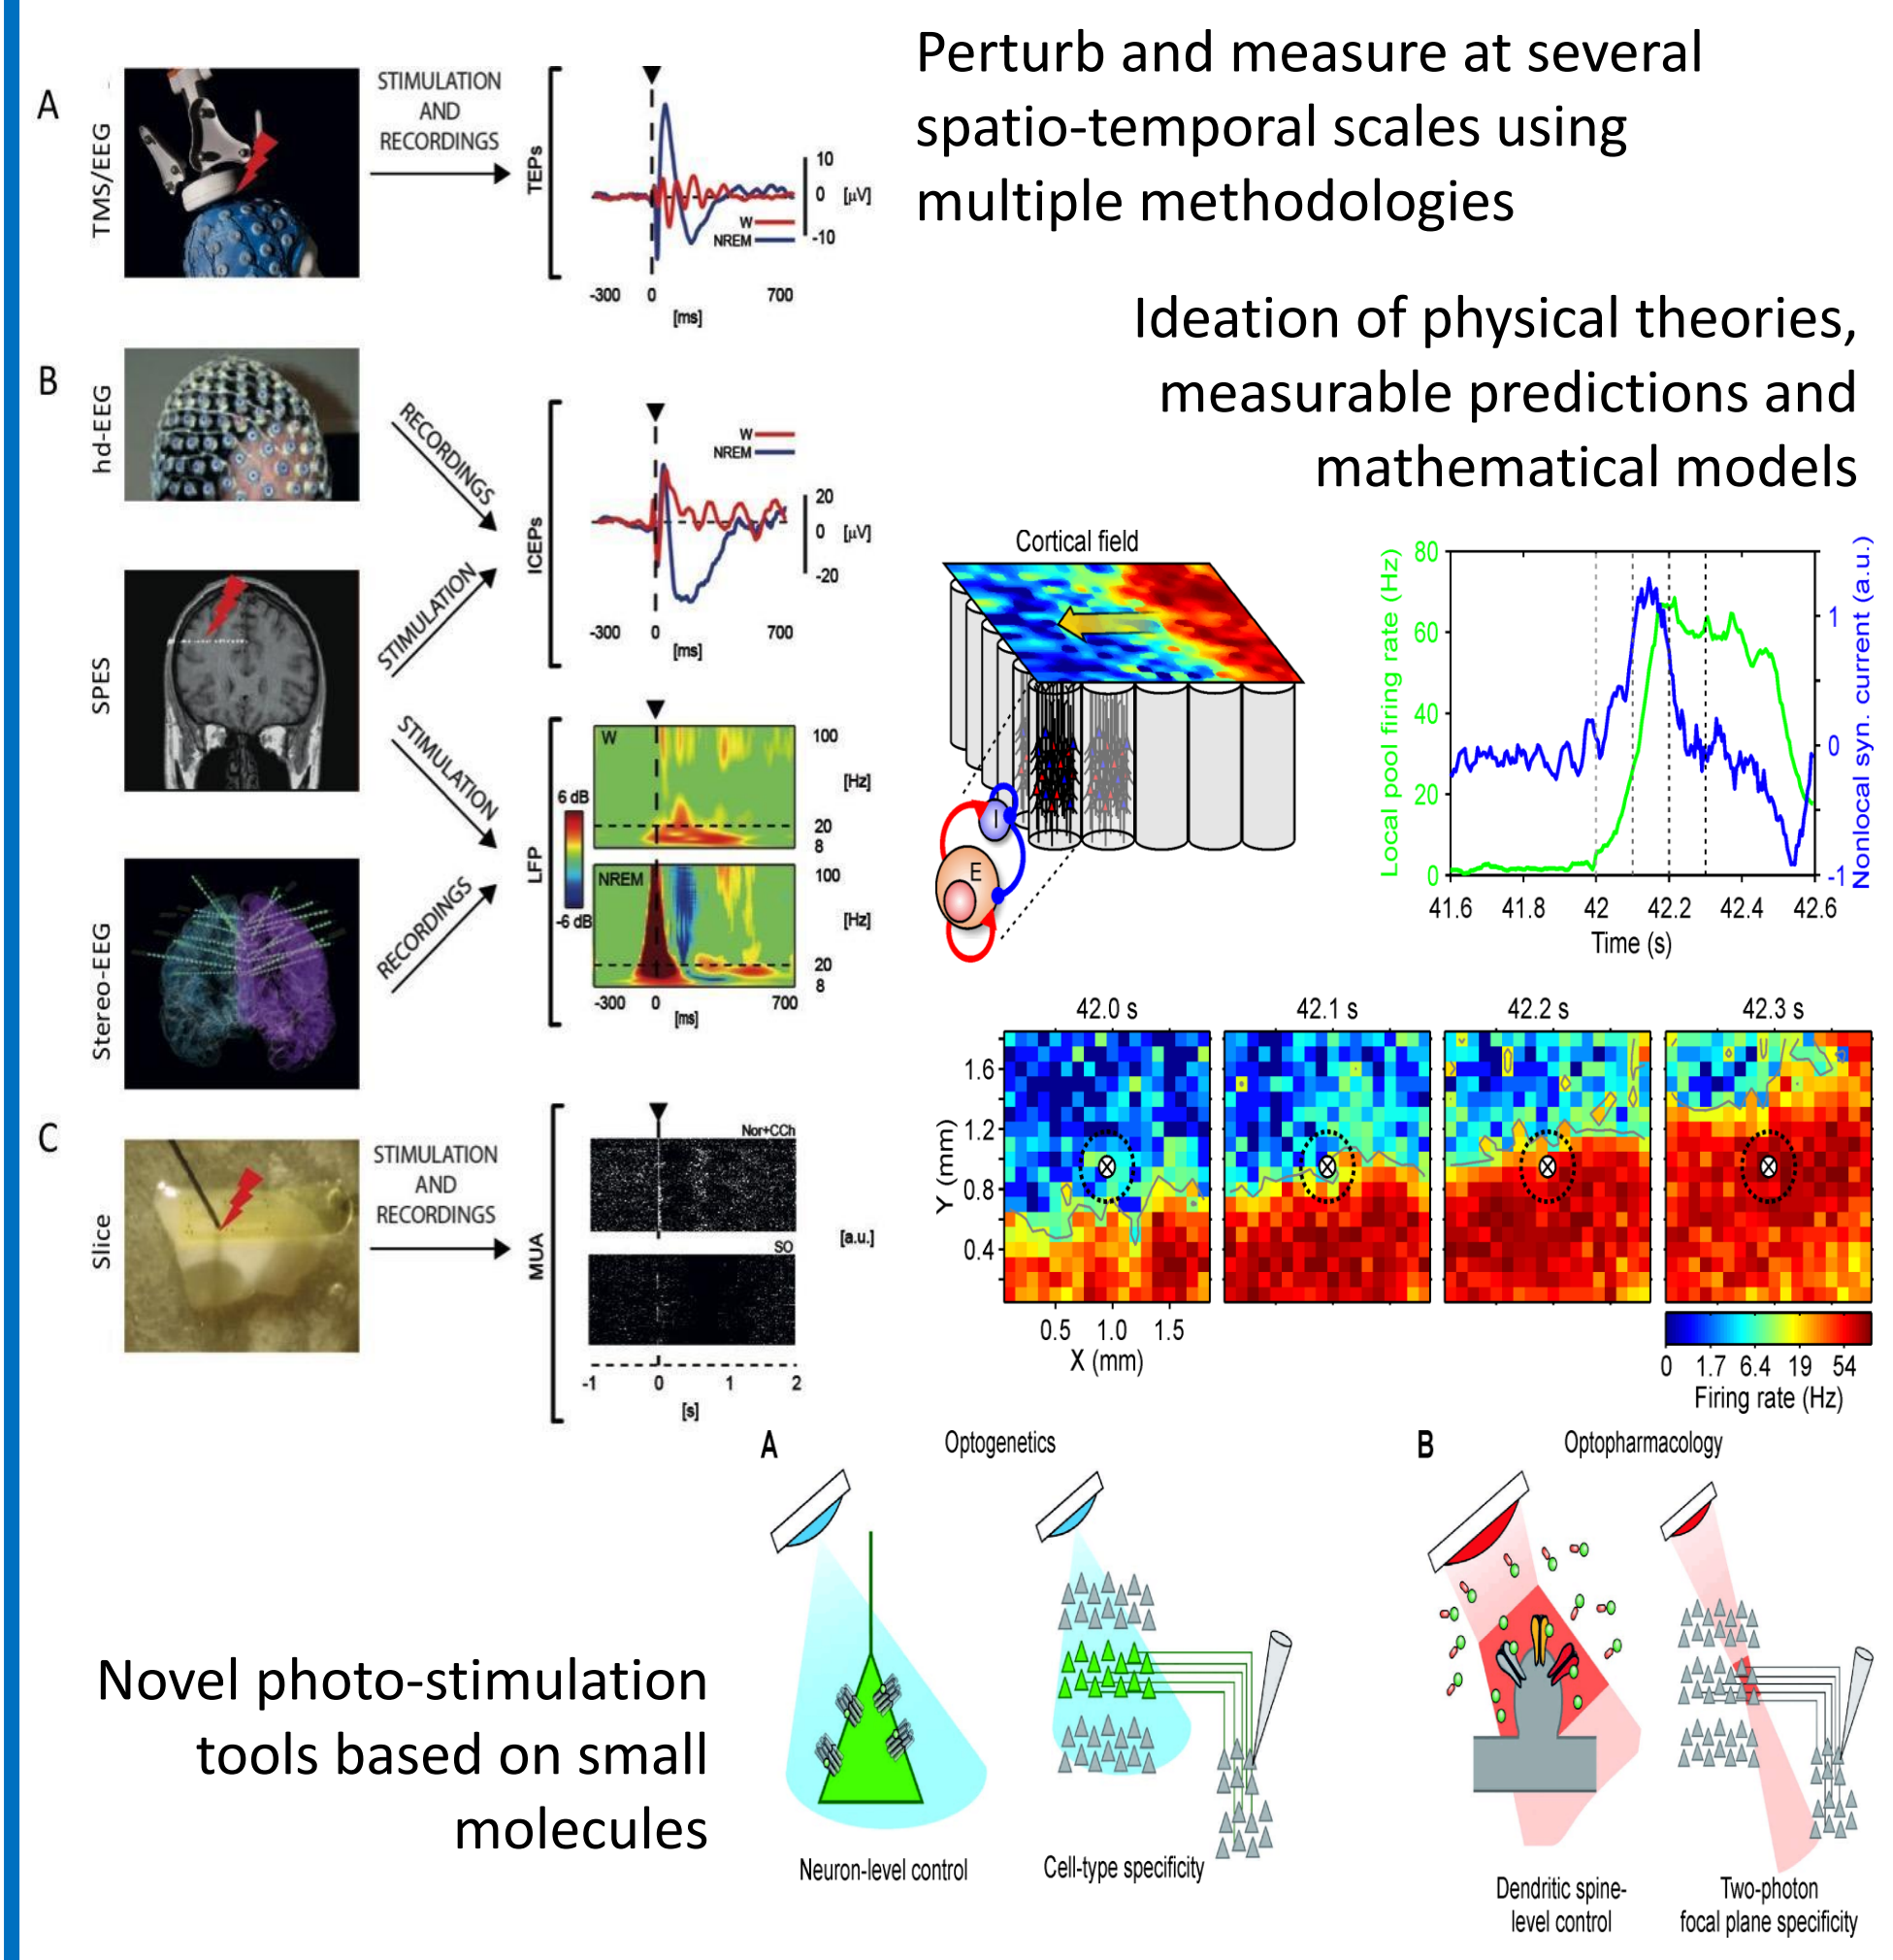 Perturb and measure at several
spatio-temporal scales using
multiple methodologies
A
TMS/EEG
STIMULATION
AND
RECORDINGS
TEPs
10
0
[µV]
-10
W
NREM
-300
0
700
[ms]
Ideation of physical theories,
measurable predictions and
mathematical models
B
hd-EEG
SPES
Stereo-EEG
RECORDINGS
STIMULATION
STIMULATION
RECORDINGS
ICEPs
W
NREM
20
0
[µV]
-20
-300
0
700
[ms]
LFP
6 dB
-6 dB
W
100
[Hz]
20
8
NREM
100
[Hz]
20
8
-300
0
700
[ms]
C
Slice
STIMULATION
AND
RECORDINGS
MUA
Nor+CCh
SO
[a.u.]
-1
0
1
2
[s]
Cortical field
I
E
Local pool firing rate (Hz)
80
60
40
20
0
Nonlocal syn. current (a.u.)
1
0
-1
41.6
41.8
42
42.2
42.4
42.6
Time (s)
42.0 s
42.1 s
42.2 s
42.3 s
Y (mm)
1.6
1.2
0.8
0.4
0.5
1.0
1.5
X (mm)
0
1.7
6.4
19
54
Firing rate (Hz)
Novel photo-stimulation
tools based on small
molecules
A
Optogenetics
Neuron-level control
Cell-type specificity
B
Optopharmacology
Dendritic spine-
level control
Two-photon
focal plane specificity